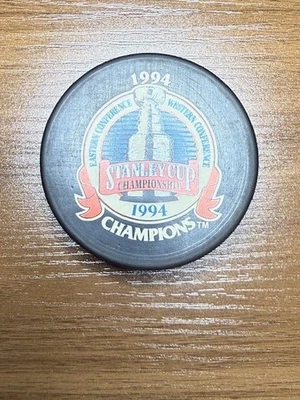 1994
EASTERN CONFERENCE
WESTERN CONFERENCE
STANLEY CUP
CHAMPIONSHIP
1994
CHAMPIONS™